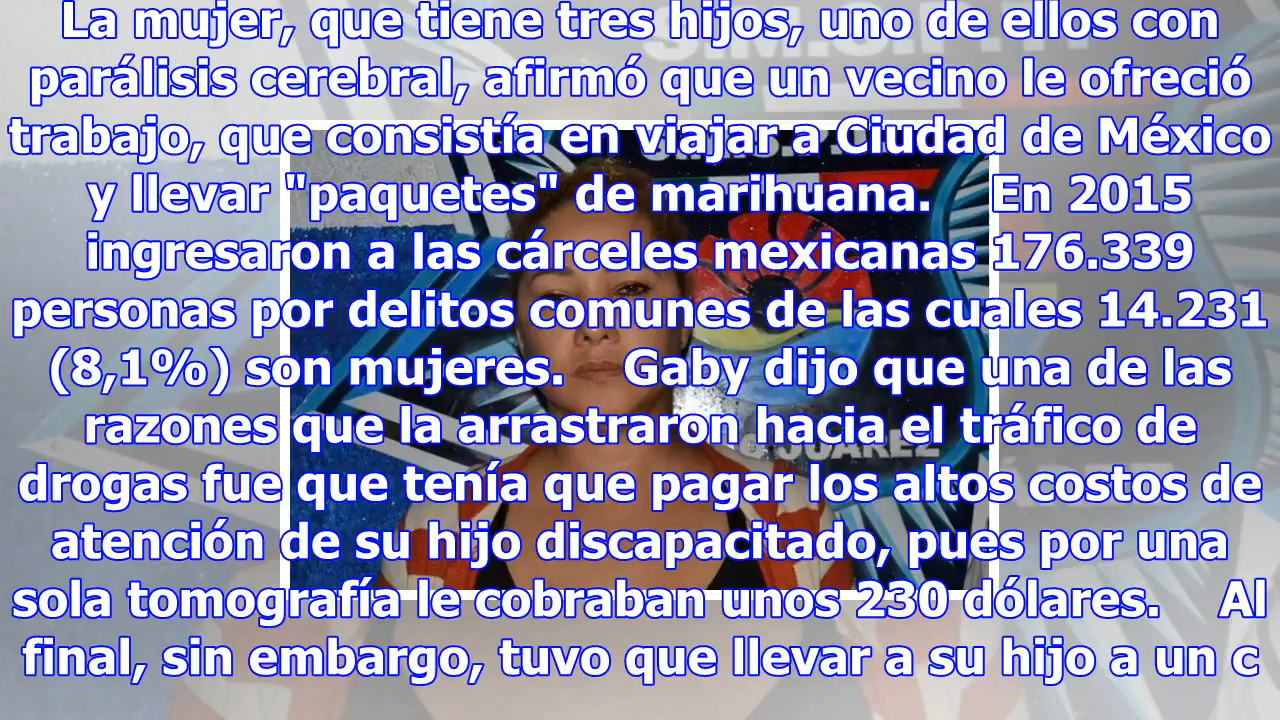 La mujer, que tiene tres hijos, uno de ellos con
parálisis cerebral, afirmó que un vecino le ofreció
trabajo, que consistía en viajar a Ciudad de México
y llevar "paquetes" de marihuana. En 2015
ingresaron a las cárceles mexicanas 176.339
personas por delitos comunes de las cuales 14.231
(8,1%) son mujeres. Gaby dijo que una de las
razones que la arrastraron hacia el tráfico de
drogas fue que tenía que pagar los altos costos de
atención de su hijo discapacitado, pues por una
sola tomografía le cobraban unos 230 dólares. Al
final, sin embargo, tuvo que llevar a su hijo a un c
JUÁREZ